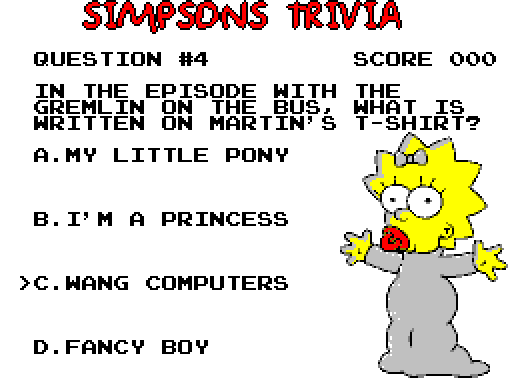 SIMPSONS TRIVIA
QUESTION #4 SCORE 000
IN THE EPISODE WITH THE
GREMLIN ON THE BUS, WHAT IS
WRITTEN ON MARTIN'S T-SHIRT?
A.MY LITTLE PONY
B.I'M A PRINCESS
>C.WANG COMPUTERS
D.FANCY BOY